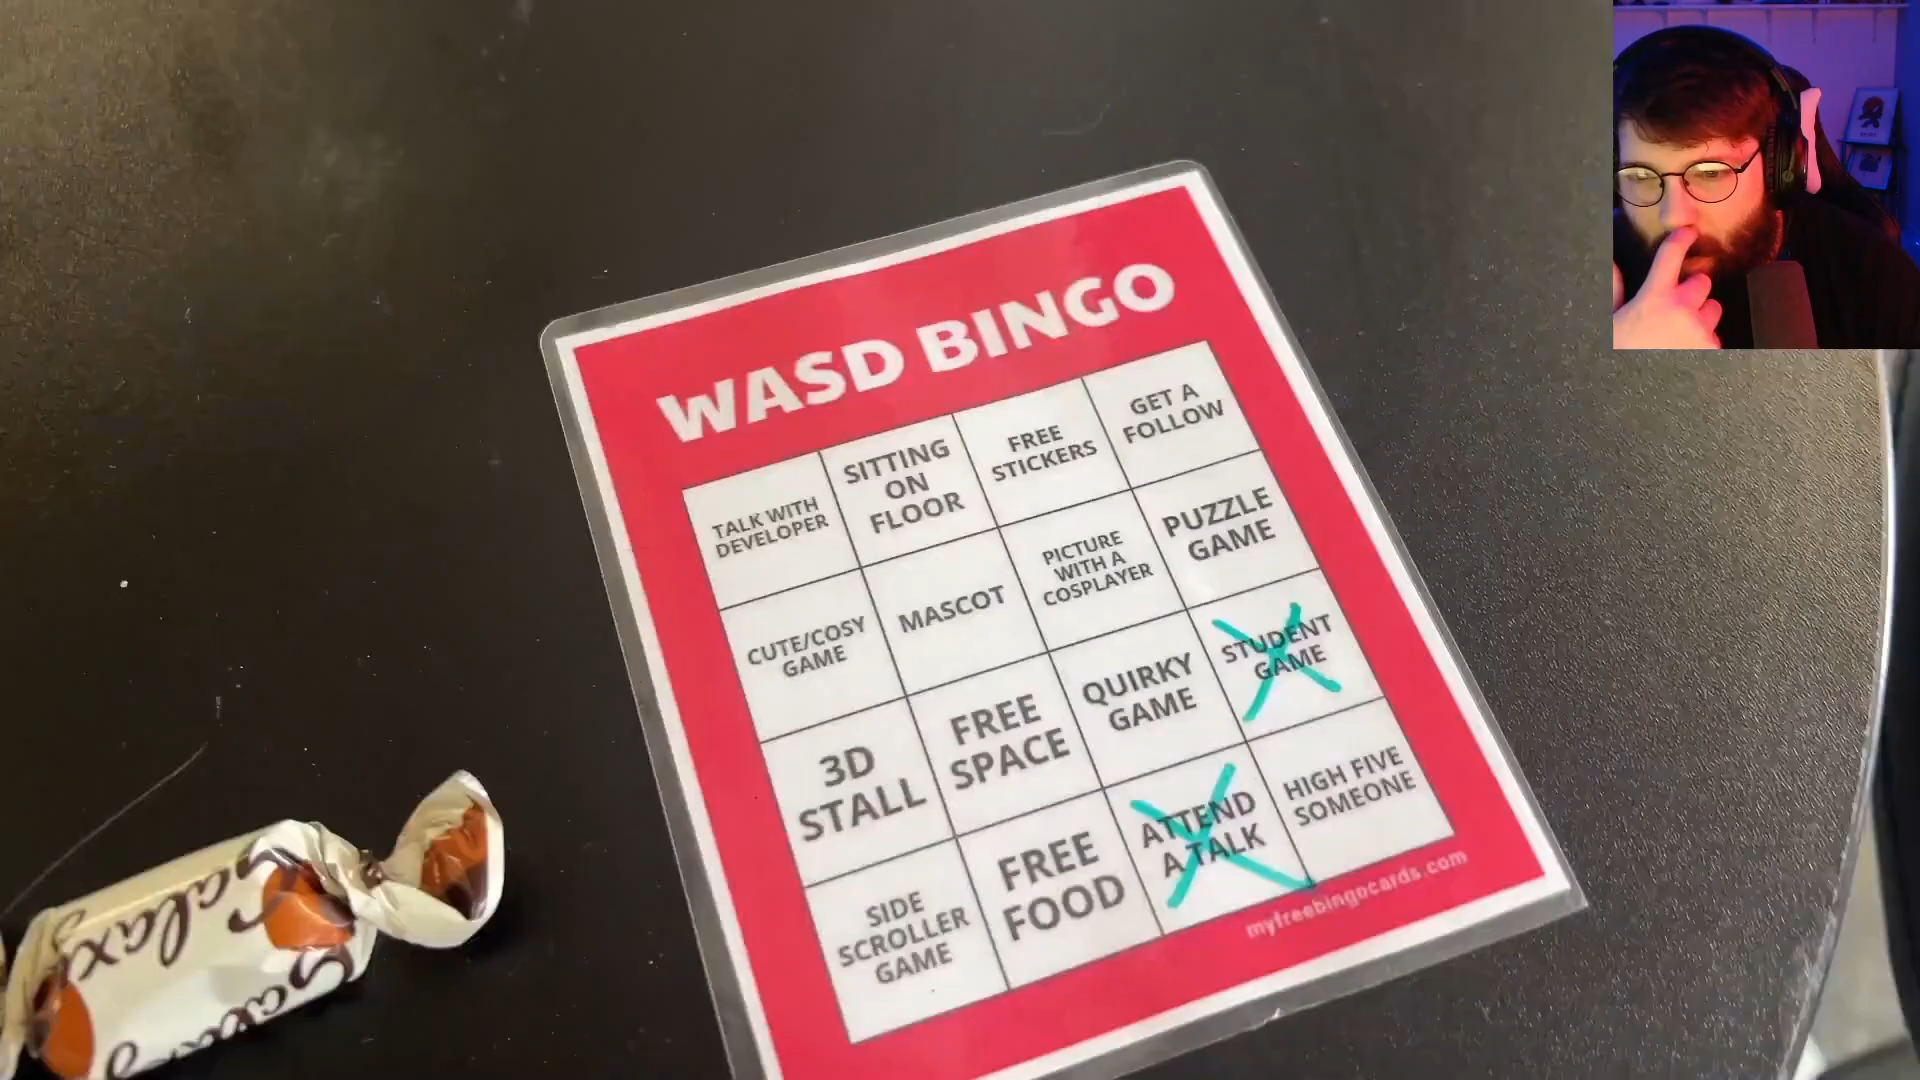 WASD BINGO
TALK WITH
DEVELOPER
SITTING
ON
FLOOR
FREE
STICKERS
GET A
FOLLOW
CUTE/COSY
GAME
MASCOT
PICTURE
WITH A
COSPLAYER
PUZZLE
GAME
3D
STALL
FREE
SPACE
QUIRKY
GAME
STUDENT
GAME
SIDE
SCROLLER
GAME
FREE
FOOD
ATTEND
A TALK
HIGH FIVE
SOMEONE
myfreebingocards.com
Galaxy